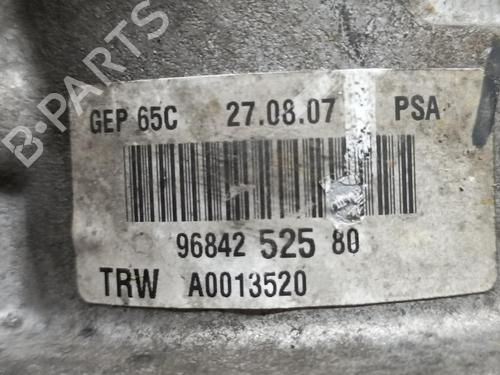 B-PARTS
GEP 65C 27.08.07 PSA
96842 525 80
TRW A0013520